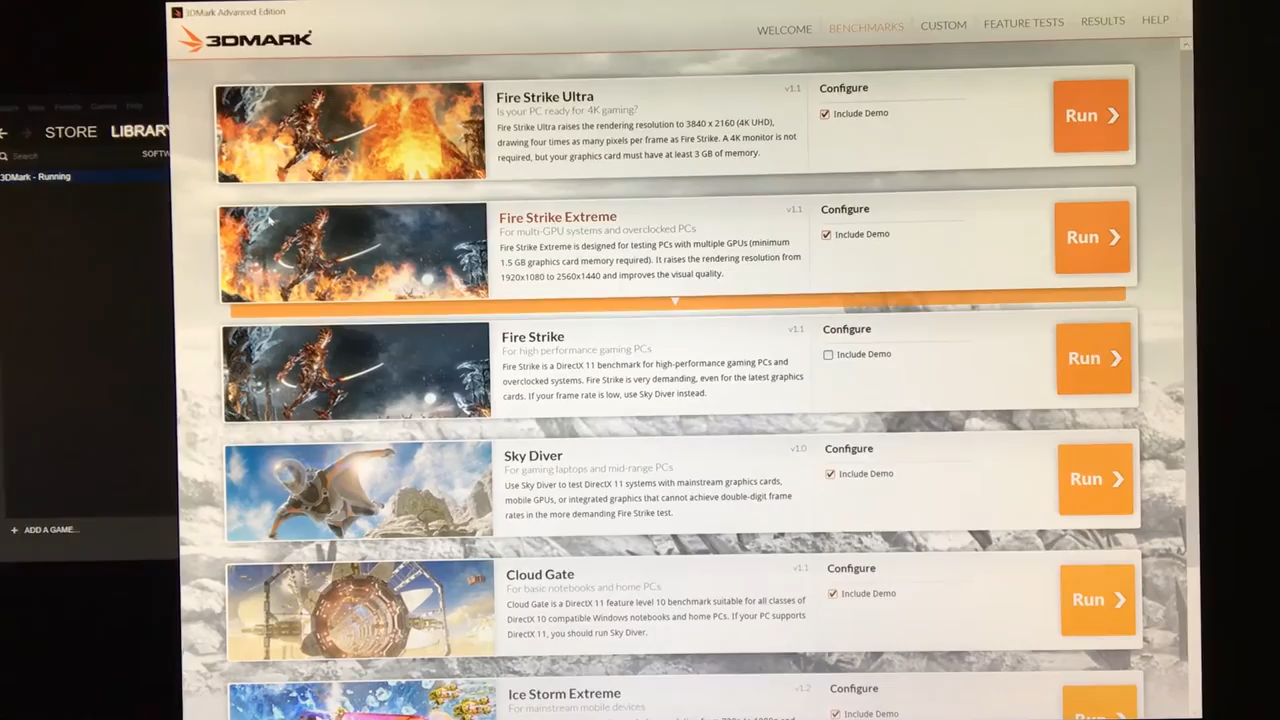 3DMark Advanced Edition
3DMARK
WELCOME
BENCHMARKS
CUSTOM
FEATURE TESTS
RESULTS
HELP
STORE
LIBRARY
Search
SOFTW
3DMark - Running
+ ADD A GAME...
Fire Strike Ultra
v1.1
Is your PC ready for 4K gaming?
Fire Strike Ultra raises the rendering resolution to 3840 x 2160 (4K UHD),
drawing four times as many pixels per frame as Fire Strike. A 4K monitor is not
required, but your graphics card must have at least 3 GB of memory.
Configure
Include Demo
Run
Fire Strike Extreme
v1.1
For multi-GPU systems and overclocked PCs
Fire Strike Extreme is designed for testing PCs with multiple GPUs (minimum
1.5 GB graphics card memory required). It raises the rendering resolution from
1920x1080 to 2560x1440 and improves the visual quality.
Configure
Include Demo
Run
Fire Strike
v1.1
For high performance gaming PCs
Fire Strike is a DirectX 11 benchmark for high-performance gaming PCs and
overclocked systems. Fire Strike is very demanding, even for the latest graphics
cards. If your frame rate is low, use Sky Diver instead.
Configure
Include Demo
Run
Sky Diver
v1.0
For gaming laptops and mid-range PCs
Use Sky Diver to test DirectX 11 systems with mainstream graphics cards,
mobile GPUs, or integrated graphics that cannot achieve double-digit frame
rates in the more demanding Fire Strike test.
Configure
Include Demo
Run
Cloud Gate
v1.1
For basic notebooks and home PCs
Cloud Gate is a DirectX 11 feature level 10 benchmark suitable for all classes of
DirectX 10 compatible Windows notebooks and home PCs. If your PC supports
DirectX 11, you should run Sky Diver.
Configure
Include Demo
Run
Ice Storm Extreme
v1.2
For mainstream mobile devices
Configure
Include Demo
Run